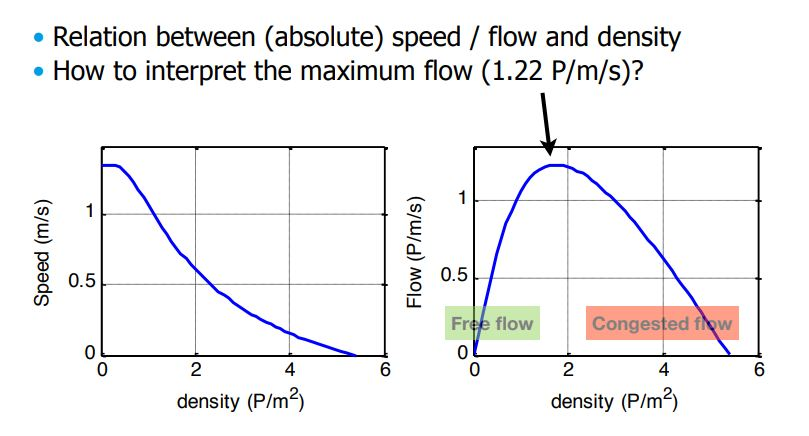 • Relation between (absolute) speed / flow and density
• How to interpret the maximum flow (1.22 P/m/s)?
Speed (m/s)
1
0.5
0
0 2 4 6
density (P/m²)
Flow (P/m/s)
1
0.5
0
Free flow
Congested flow
0 2 4 6
density (P/m²)